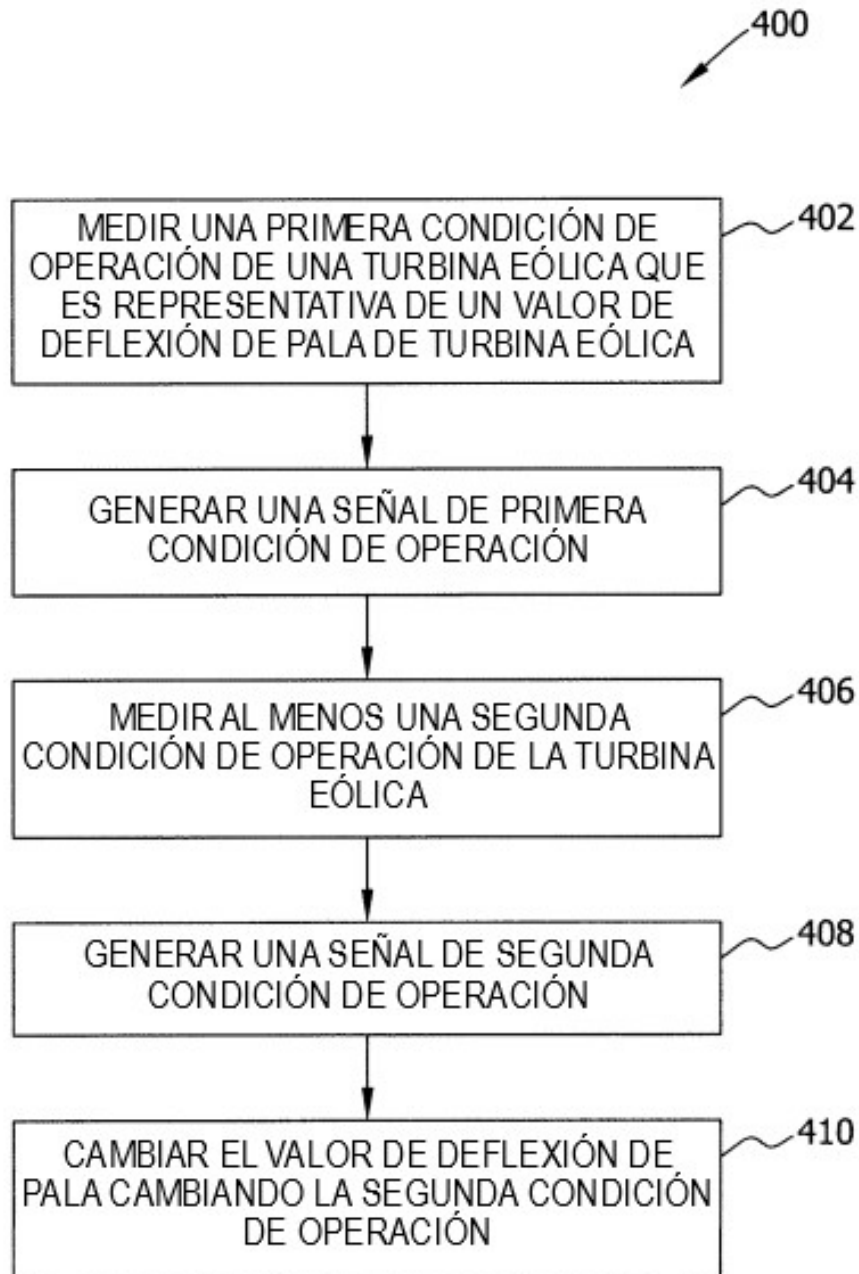 400
MEDIR UNA PRIMERA CONDICIÓN DE
OPERACIÓN DE UNA TURBINA EÓLICA QUE
ES REPRESENTATIVA DE UN VALOR DE
DEFLEXIÓN DE PALA DE TURBINA EÓLICA
402
GENERAR UNA SEÑAL DE PRIMERA
CONDICIÓN DE OPERACIÓN
404
MEDIR AL MENOS UNA SEGUNDA
CONDICIÓN DE OPERACIÓN DE LA TURBINA
EÓLICA
406
GENERAR UNA SEÑAL DE SEGUNDA
CONDICIÓN DE OPERACIÓN
408
CAMBIAR EL VALOR DE DEFLEXIÓN DE
PALA CAMBIANDO LA SEGUNDA CONDICIÓN
DE OPERACIÓN
410